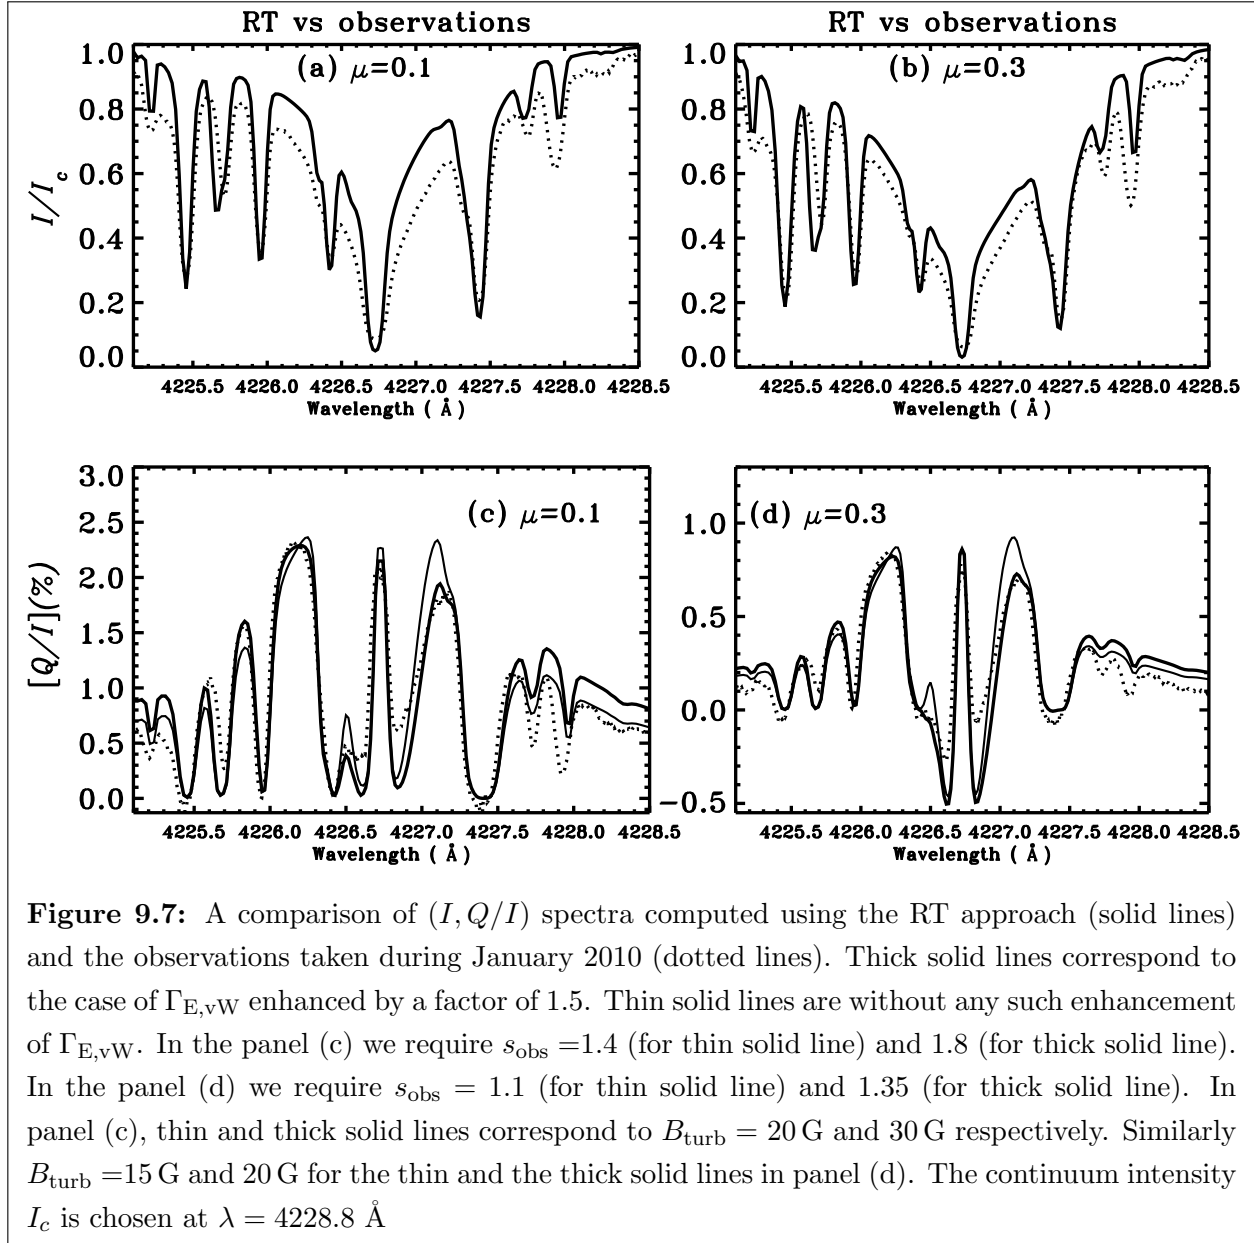 RT vs observations
RT vs observations
(a) μ=0.1
(b) μ=0.3
I/I_c
1.0
0.8
0.6
0.4
0.2
0.0
1.0
0.8
0.6
0.4
0.2
0.0
4225.5 4226.0 4226.5 4227.0 4227.5 4228.0 4228.5
Wavelength ( Å)
4225.5 4226.0 4226.5 4227.0 4227.5 4228.0 4228.5
Wavelength ( Å)
(c) μ=0.1
(d) μ=0.3
[Q/I](%)
3.0
2.5
2.0
1.5
1.0
0.5
0.0
1.0
0.5
0.0
−0.5
4225.5 4226.0 4226.5 4227.0 4227.5 4228.0 4228.5
Wavelength ( Å)
4225.5 4226.0 4226.5 4227.0 4227.5 4228.0 4228.5
Wavelength ( Å)
Figure 9.7: A comparison of (I, Q/I) spectra computed using the RT approach (solid lines)
and the observations taken during January 2010 (dotted lines). Thick solid lines correspond to
the case of Γ_E,vW enhanced by a factor of 1.5. Thin solid lines are without any such enhancement
of Γ_E,vW. In the panel (c) we require s_obs =1.4 (for thin solid line) and 1.8 (for thick solid line).
In the panel (d) we require s_obs = 1.1 (for thin solid line) and 1.35 (for thick solid line). In
panel (c), thin and thick solid lines correspond to B_turb = 20 G and 30 G respectively. Similarly
B_turb =15 G and 20 G for the thin and the thick solid lines in panel (d). The continuum intensity
I_c is chosen at λ = 4228.8 Å